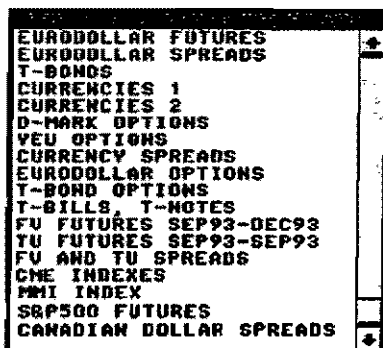 EURODOLLAR FUTURES
EURODOLLAR SPREADS
T-BONDS
CURRENCIES 1
CURRENCIES 2
D-MARK OPTIONS
YEU OPTIONS
CURRENCY SPREADS
EURODOLLAR OPTIONS
T-BOND OPTIONS
T-BILLS, T-NOTES
FV FUTURES SEP93-DEC93
TU FUTURES SEP93-SEP93
FV AND TU SPREADS
CME INDEXES
MMI INDEX
S&P500 FUTURES
CANADIAN DOLLAR SPREADS